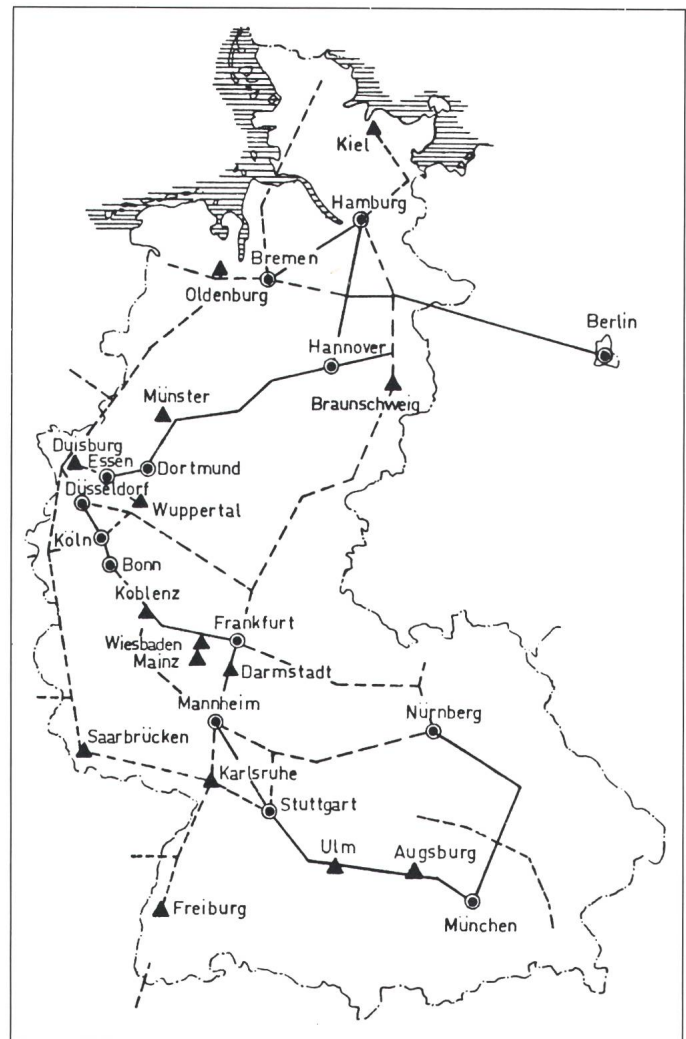 Kiel
Hamburg
Bremen
Oldenburg
Berlin
Hannover
Münster
Braunschweig
Duisburg
Essen
Dortmund
Düsseldorf
Wuppertal
Köln
Bonn
Koblenz
Frankfurt
Wiesbaden
Mainz
Darmstadt
Mannheim
Nürnberg
Saarbrücken
Karlsruhe
Stuttgart
Ulm
Augsburg
Freiburg
München